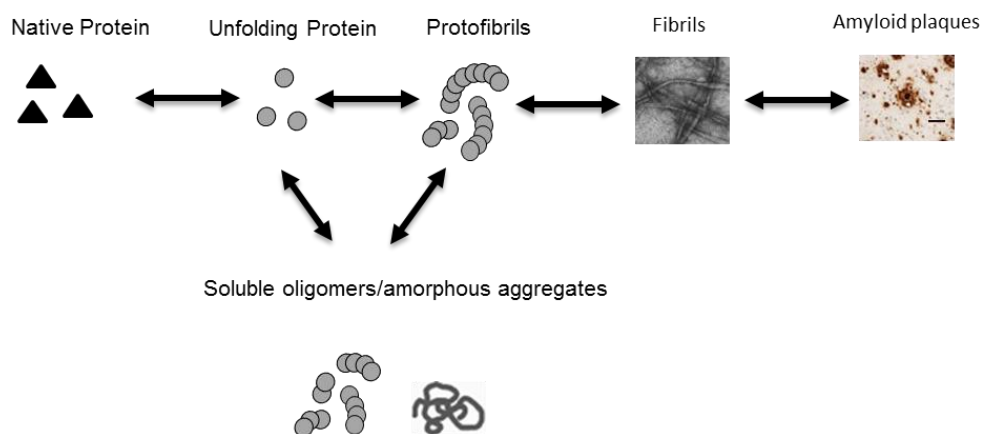 Native Protein
Unfolding Protein
Protofibrils
Fibrils
Amyloid plaques
Soluble oligomers/amorphous aggregates